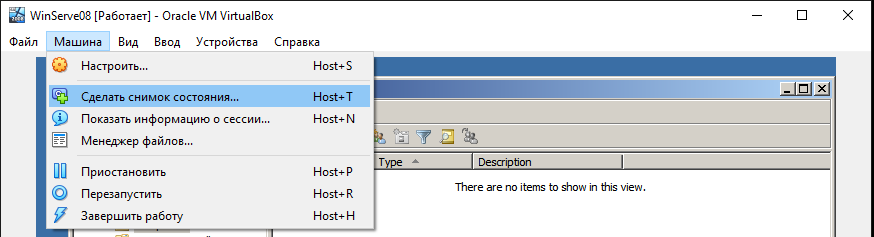 WinServe08 [Работает] - Oracle VM VirtualBox
Файл Машина Вид Ввод Устройства Справка
Настроить... Host+S
Сделать снимок состояния... Host+T
Показать информацию о сессии... Host+N
Менеджер файлов...
Приостановить Host+P
Перезапустить Host+R
Завершить работу Host+H
Type Description
There are no items to show in this view.